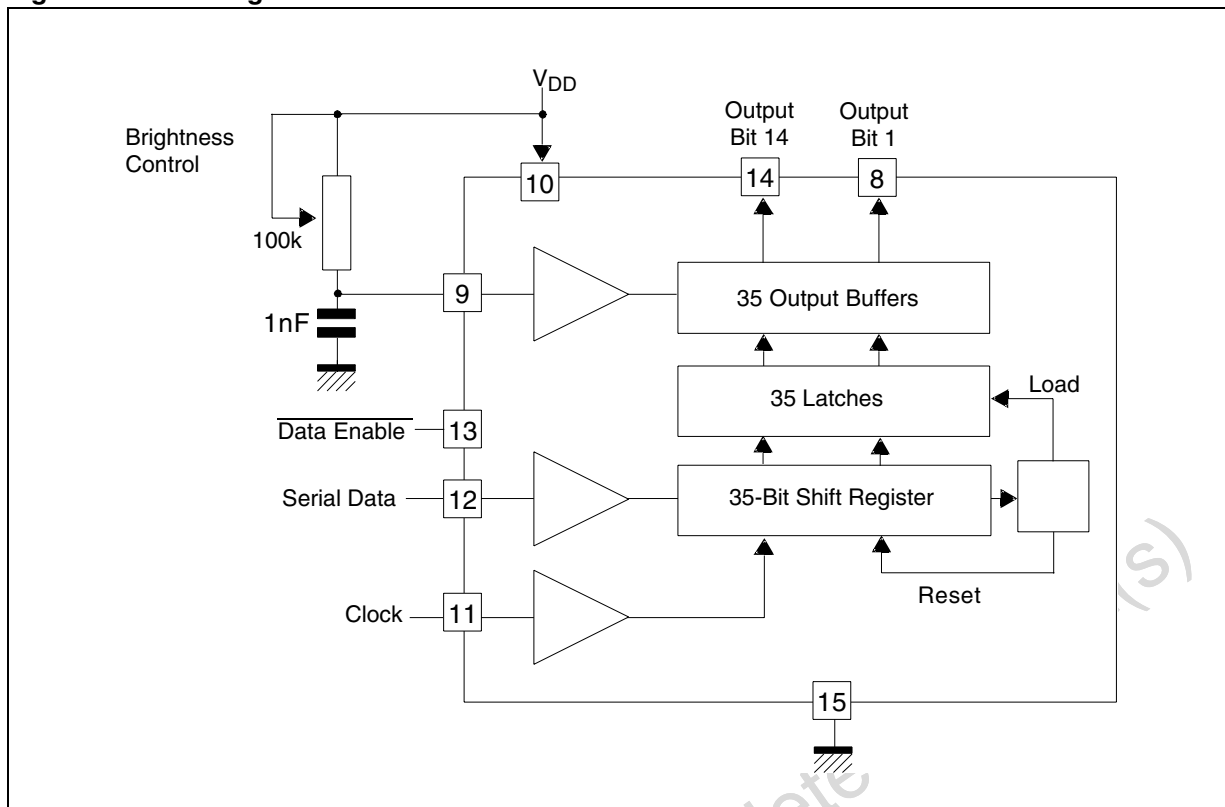 VDD
Output
Bit 14
Output
Bit 1
Brightness
Control
10
14
8
100k
9
35 Output Buffers
1nF
35 Latches
Load
Data Enable
13
Serial Data
12
35-Bit Shift Register
Reset
Clock
11
15